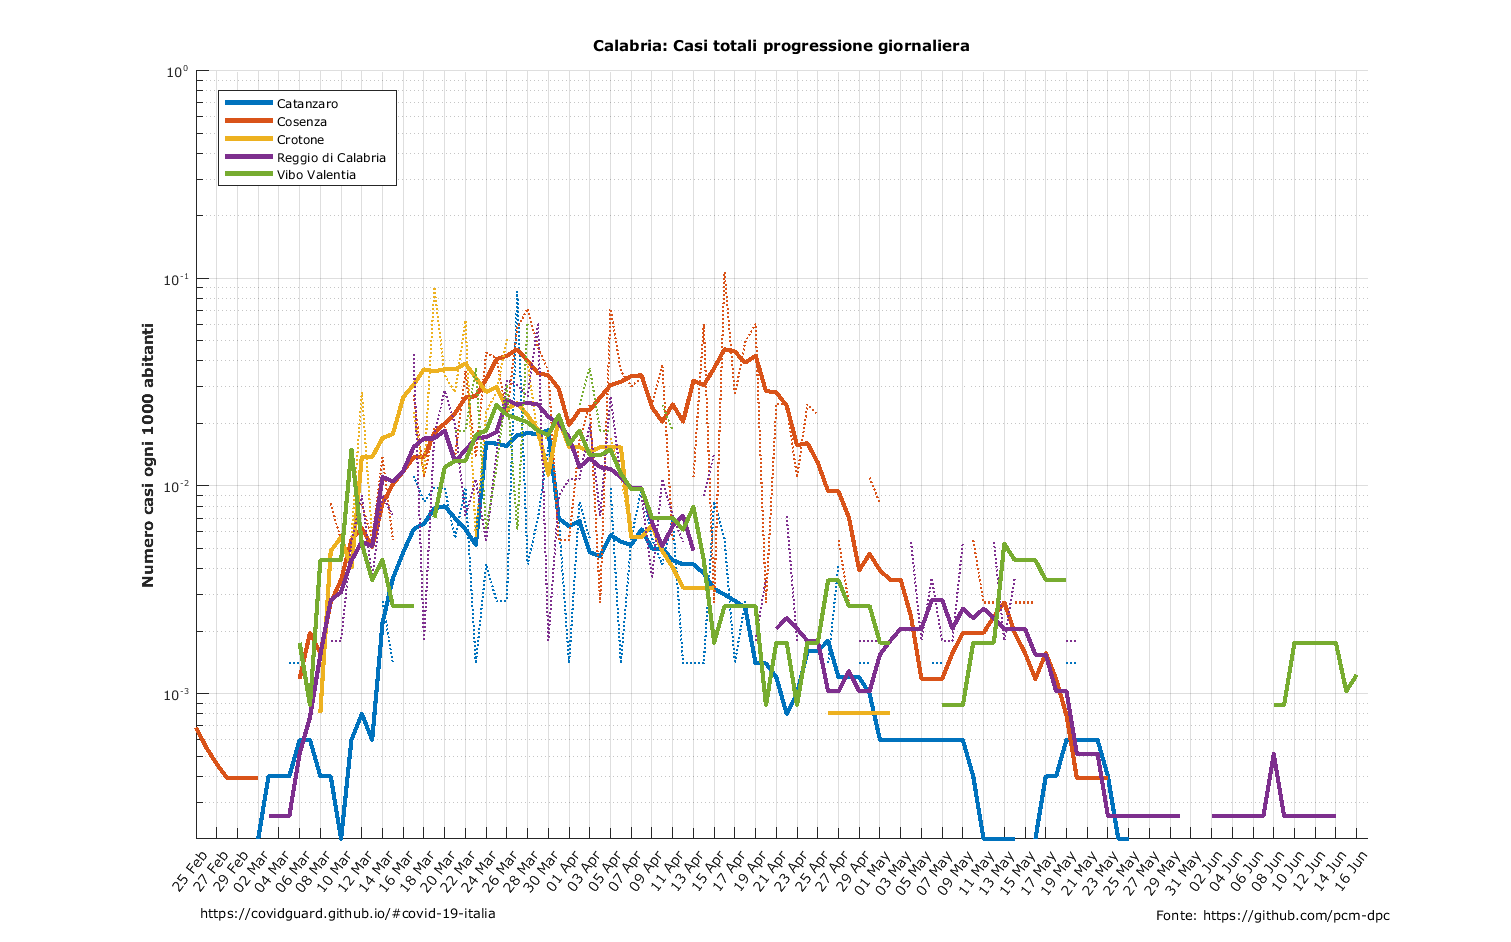 Calabria: Casi totali progressione giornaliera
10^0
10^-1
10^-2
10^-3
Numero casi ogni 1000 abitanti
Catanzaro
Cosenza
Crotone
Reggio di Calabria
Vibo Valentia
25 Feb
27 Feb
29 Feb
02 Mar
04 Mar
06 Mar
08 Mar
10 Mar
12 Mar
14 Mar
16 Mar
18 Mar
20 Mar
22 Mar
24 Mar
26 Mar
28 Mar
30 Mar
01 Apr
03 Apr
05 Apr
07 Apr
09 Apr
11 Apr
13 Apr
15 Apr
17 Apr
19 Apr
21 Apr
23 Apr
25 Apr
27 Apr
29 Apr
01 May
03 May
05 May
07 May
09 May
11 May
13 May
15 May
17 May
19 May
21 May
23 May
25 May
27 May
29 May
31 May
02 Jun
04 Jun
06 Jun
08 Jun
10 Jun
12 Jun
14 Jun
16 Jun
https://covidguard.github.io/#covid-19-italia
Fonte: https://github.com/pcm-dpc